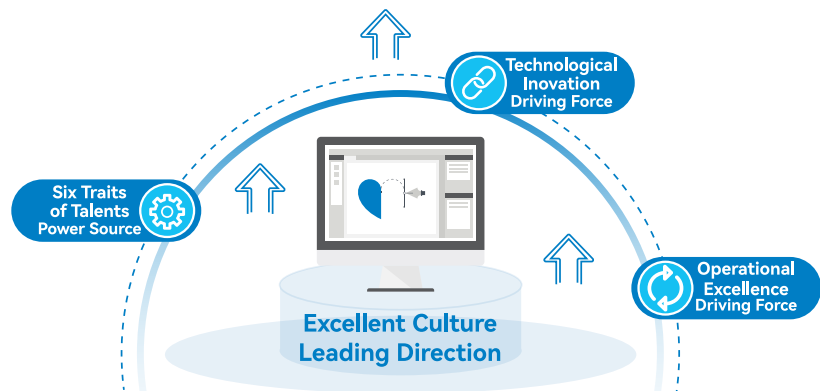 Technological
Inovation
Driving Force
Six Traits
of Talents
Power Source
Operational
Excellence
Driving Force
Excellent Culture
Leading Direction